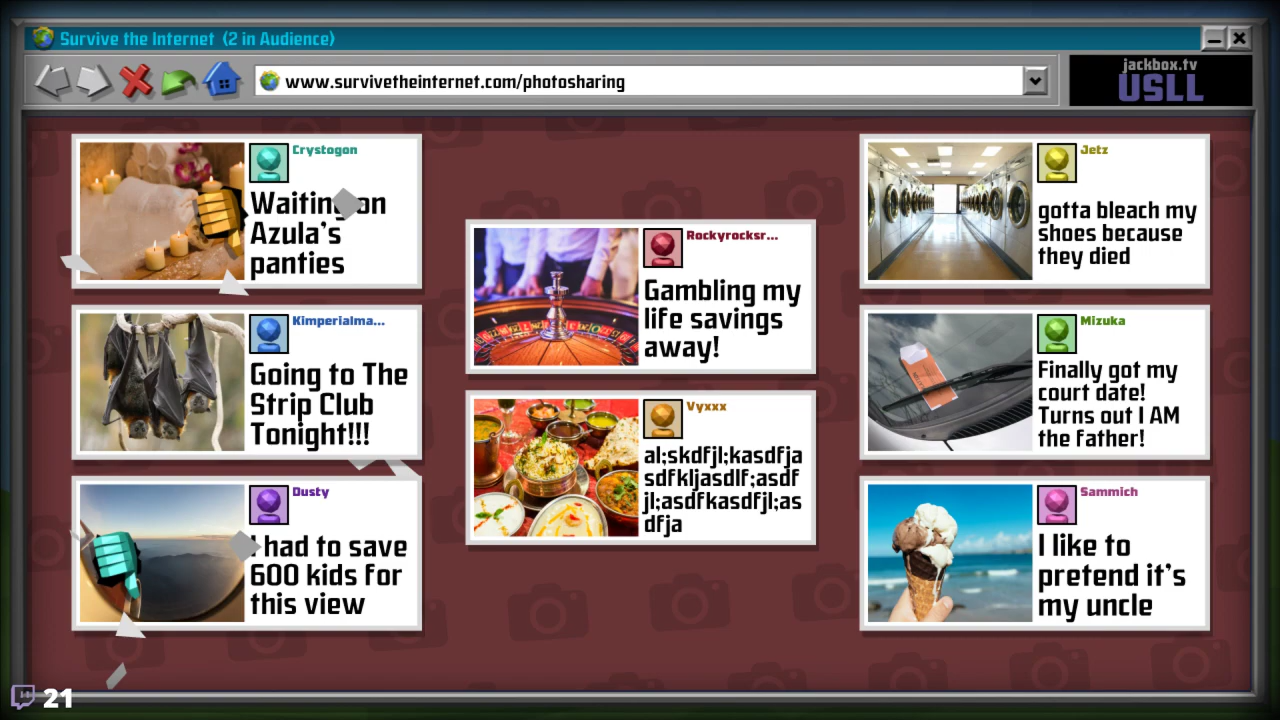 Survive the Internet (2 in Audience)
www.survivetheinternet.com/photosharing
jackbox.tv
USLL
Crystogon
Waiting on
Azula's
panties
Kimperialma...
Going to The
Strip Club
Tonight!!!
Dusty
I had to save
600 kids for
this view
Rockyrocksr...
Gambling my
life savings
away!
Vyxxx
al;skdfjl;kasdfja
sdfkljasdlf;asdf
jl;asdfkasdfjl;as
dfja
Jetz
gotta bleach my
shoes because
they died
Mizuka
Finally got my
court date!
Turns out I AM
the father!
Sammich
I like to
pretend it's
my uncle
21